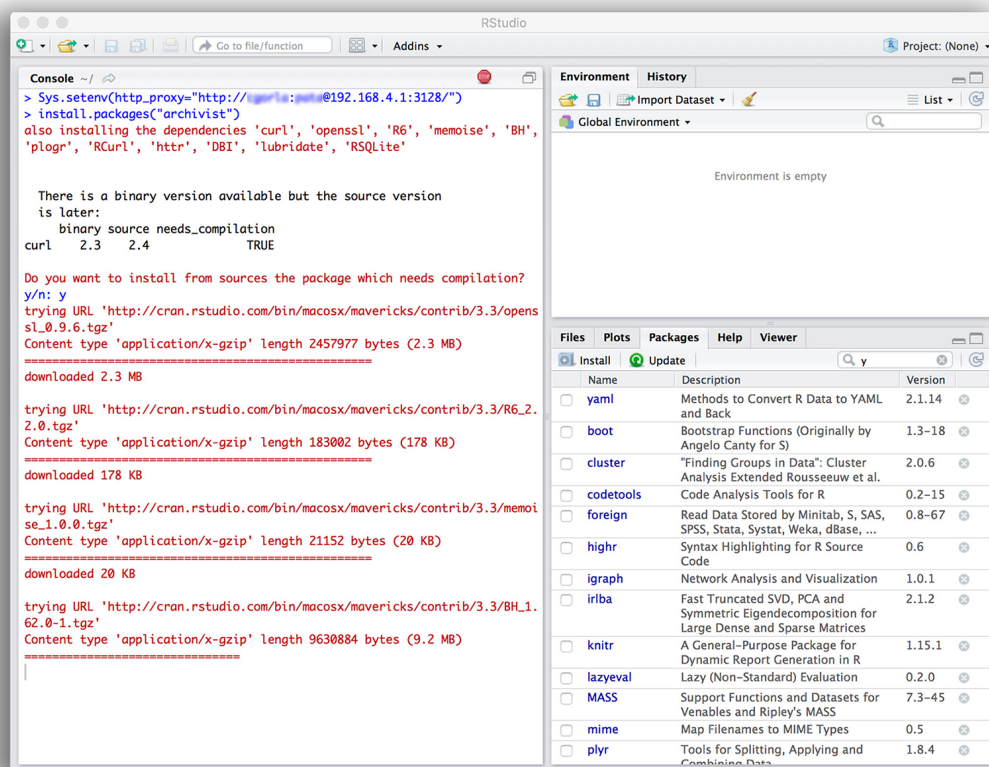 RStudio
Go to file/function
Addins
Project: (None)
Console ~/
STOP
> Sys.setenv(http_proxy="http://
:
@192.168.4.1:3128/")
> install.packages("archivist")
also installing the dependencies 'curl', 'openssl', 'R6', 'memoise', 'BH',
'plogr', 'RCurl', 'httr', 'DBI', 'lubridate', 'RSQLite'
There is a binary version available but the source version
is later:
binary source needs_compilation
curl 2.3 2.4 TRUE
Do you want to install from sources the package which needs compilation?
y/n: y
trying URL 'http://cran.rstudio.com/bin/macosx/mavericks/contrib/3.3/opens
sl_0.9.6.tgz'
Content type 'application/x-gzip' length 2457977 bytes (2.3 MB)
==================================================
downloaded 2.3 MB
trying URL 'http://cran.rstudio.com/bin/macosx/mavericks/contrib/3.3/R6_2.
2.0.tgz'
Content type 'application/x-gzip' length 183002 bytes (178 KB)
==================================================
downloaded 178 KB
trying URL 'http://cran.rstudio.com/bin/macosx/mavericks/contrib/3.3/memoi
se_1.0.0.tgz'
Content type 'application/x-gzip' length 21152 bytes (20 KB)
==================================================
downloaded 20 KB
trying URL 'http://cran.rstudio.com/bin/macosx/mavericks/contrib/3.3/BH_1.
62.0-1.tgz'
Content type 'application/x-gzip' length 9630884 bytes (9.2 MB)
===============================
Environment History
Import Dataset
List
Global Environment
Environment is empty
Files Plots Packages Help Viewer
Install Update
y
Name Description Version
yaml Methods to Convert R Data to YAML 2.1.14
and Back
boot Bootstrap Functions (Originally by 1.3-18
Angelo Canty for S)
cluster "Finding Groups in Data": Cluster 2.0.6
Analysis Extended Rousseeuw et al.
codetools Code Analysis Tools for R 0.2-15
foreign Read Data Stored by Minitab, S, SAS, 0.8-67
SPSS, Stata, Systat, Weka, dBase, ...
highr Syntax Highlighting for R Source 0.6
Code
igraph Network Analysis and Visualization 1.0.1
irlba Fast Truncated SVD, PCA and 2.1.2
Symmetric Eigendecomposition for
Large Dense and Sparse Matrices
knitr A General-Purpose Package for 1.15.1
Dynamic Report Generation in R
lazyeval Lazy (Non-Standard) Evaluation 0.2.0
MASS Support Functions and Datasets for 7.3-45
Venables and Ripley's MASS
mime Map Filenames to MIME Types 0.5
plyr Tools for Splitting, Applying and 1.8.4
Combining Data